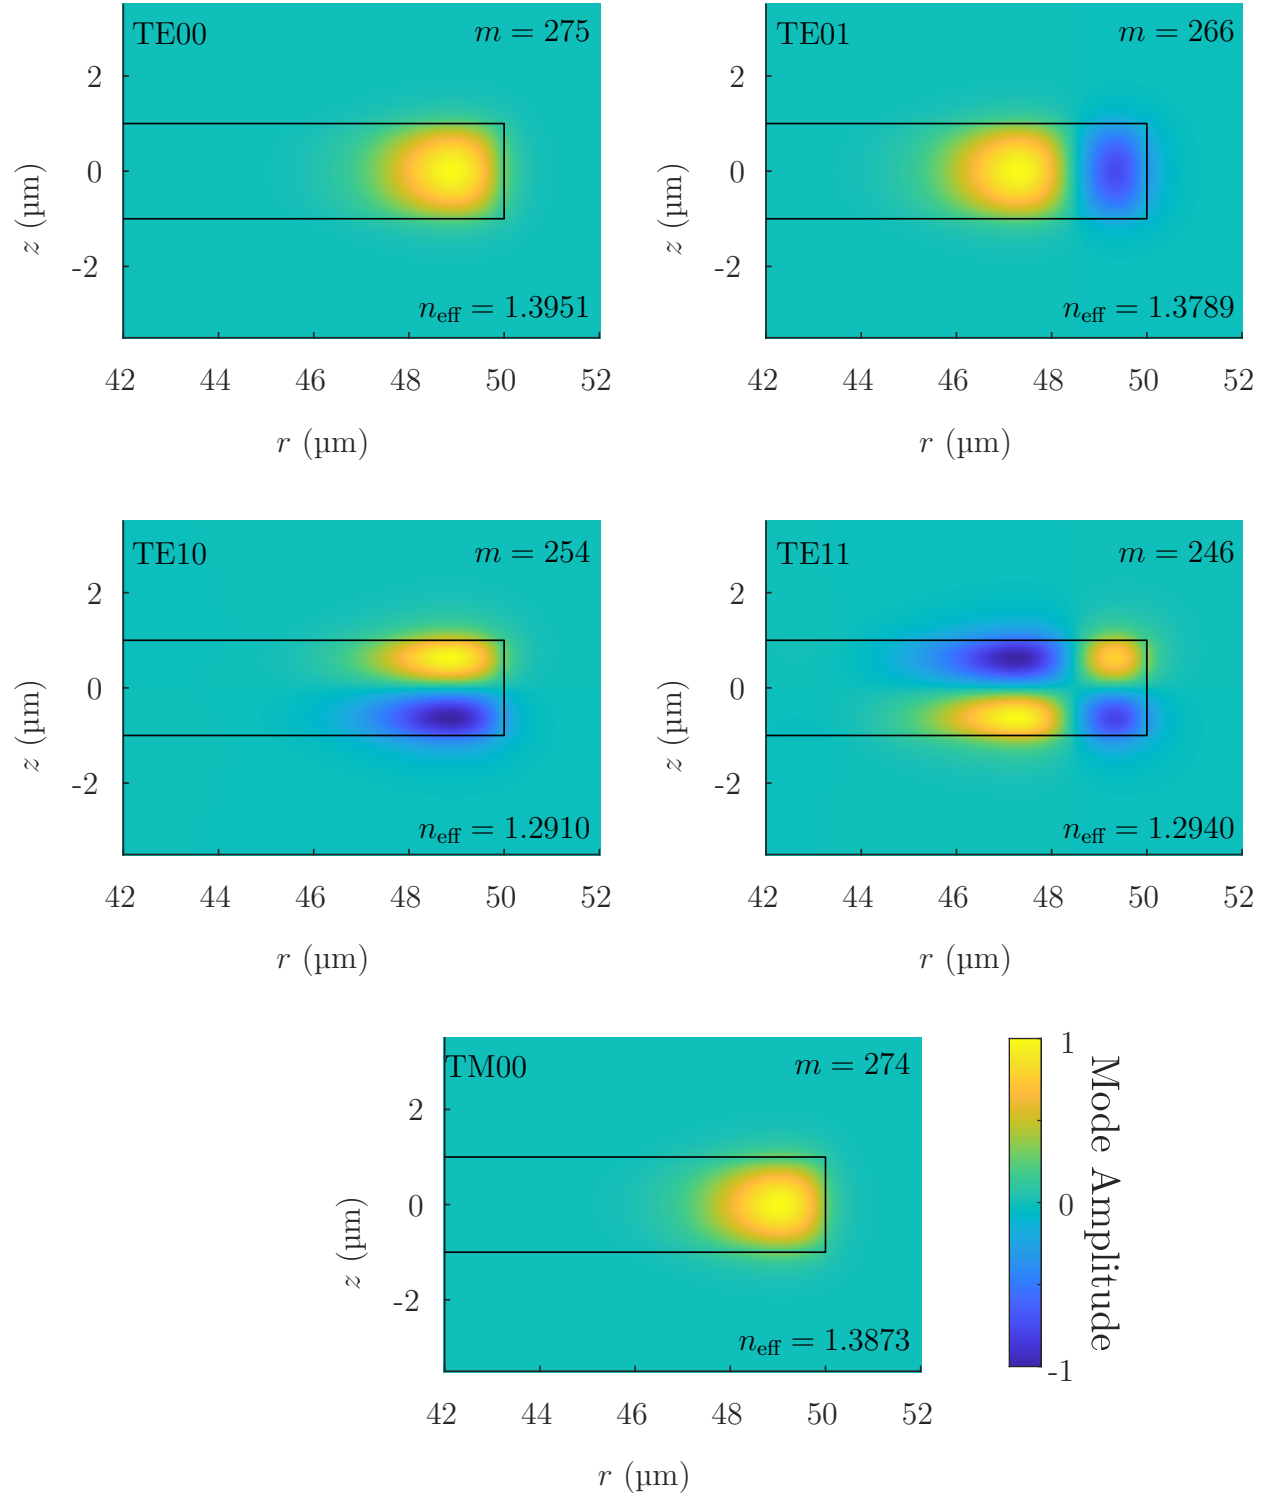 TE00 m = 275
2
0
-2
z (µm)
n_eff = 1.3951
42 44 46 48 50 52
r (µm)
TE01 m = 266
2
0
-2
z (µm)
n_eff = 1.3789
42 44 46 48 50 52
r (µm)
TE10 m = 254
2
0
-2
z (µm)
n_eff = 1.2910
42 44 46 48 50 52
r (µm)
TE11 m = 246
2
0
-2
z (µm)
n_eff = 1.2940
42 44 46 48 50 52
r (µm)
TM00 m = 274
2
0
-2
z (µm)
n_eff = 1.3873
42 44 46 48 50 52
r (µm)
1
0
-1
Mode Amplitude